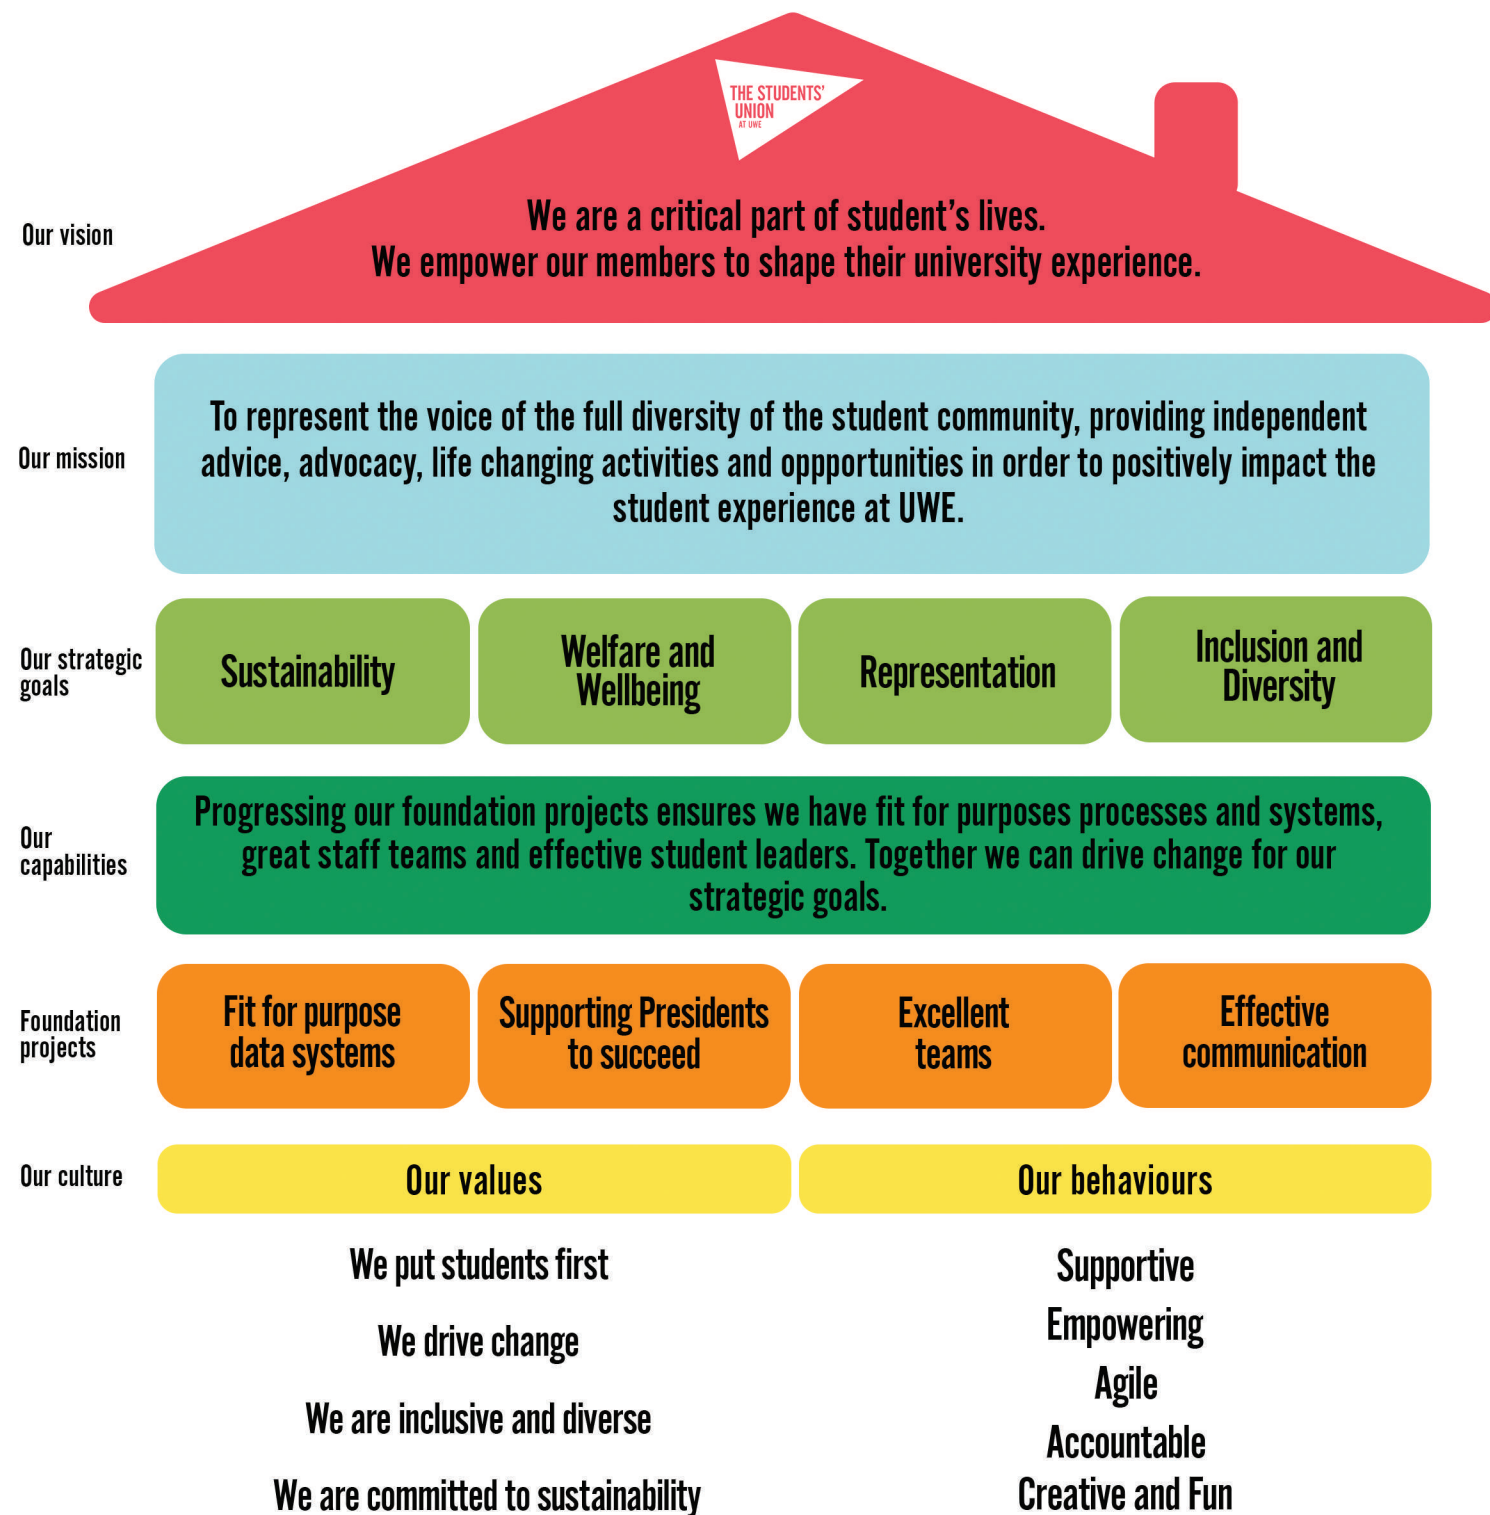 THE STUDENTS'
UNION
AT UWE
Our vision
We are a critical part of student's lives.
We empower our members to shape their university experience.
Our mission
To represent the voice of the full diversity of the student community, providing independent
advice, advocacy, life changing activities and oppportunities in order to positively impact the
student experience at UWE.
Our strategic
goals
Sustainability
Welfare and
Wellbeing
Representation
Inclusion and
Diversity
Our
capabilities
Progressing our foundation projects ensures we have fit for purposes processes and systems,
great staff teams and effective student leaders. Together we can drive change for our
strategic goals.
Foundation
projects
Fit for purpose
data systems
Supporting Presidents
to succeed
Excellent
teams
Effective
communication
Our culture
Our values
We put students first
We drive change
We are inclusive and diverse
We are committed to sustainability
Our behaviours
Supportive
Empowering
Agile
Accountable
Creative and Fun